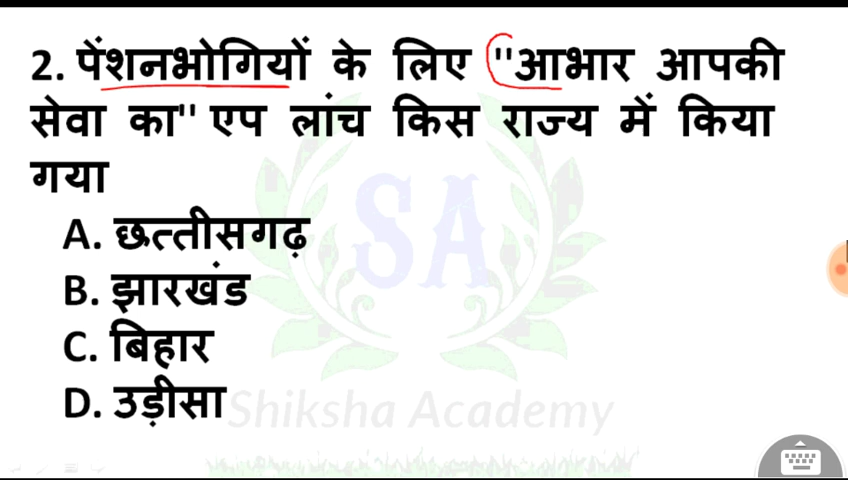 2. पेंशनभोगियों के लिए "आभार आपकी
सेवा का" एप लांच किस राज्य में किया
गया
A. छत्तीसगढ़
B. झारखंड
C. बिहार
D. उड़ीसा
SA
Shiksha Academy